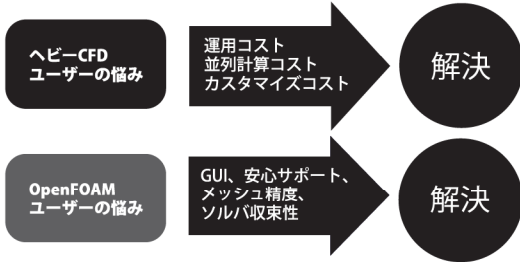 ヘビーCFD
ユーザーの悩み
運用コスト
並列計算コスト
カスタマイズコスト
解決
OpenFOAM
ユーザーの悩み
GUI、安心サポート、
メッシュ精度、
ソルバ収束性
解決